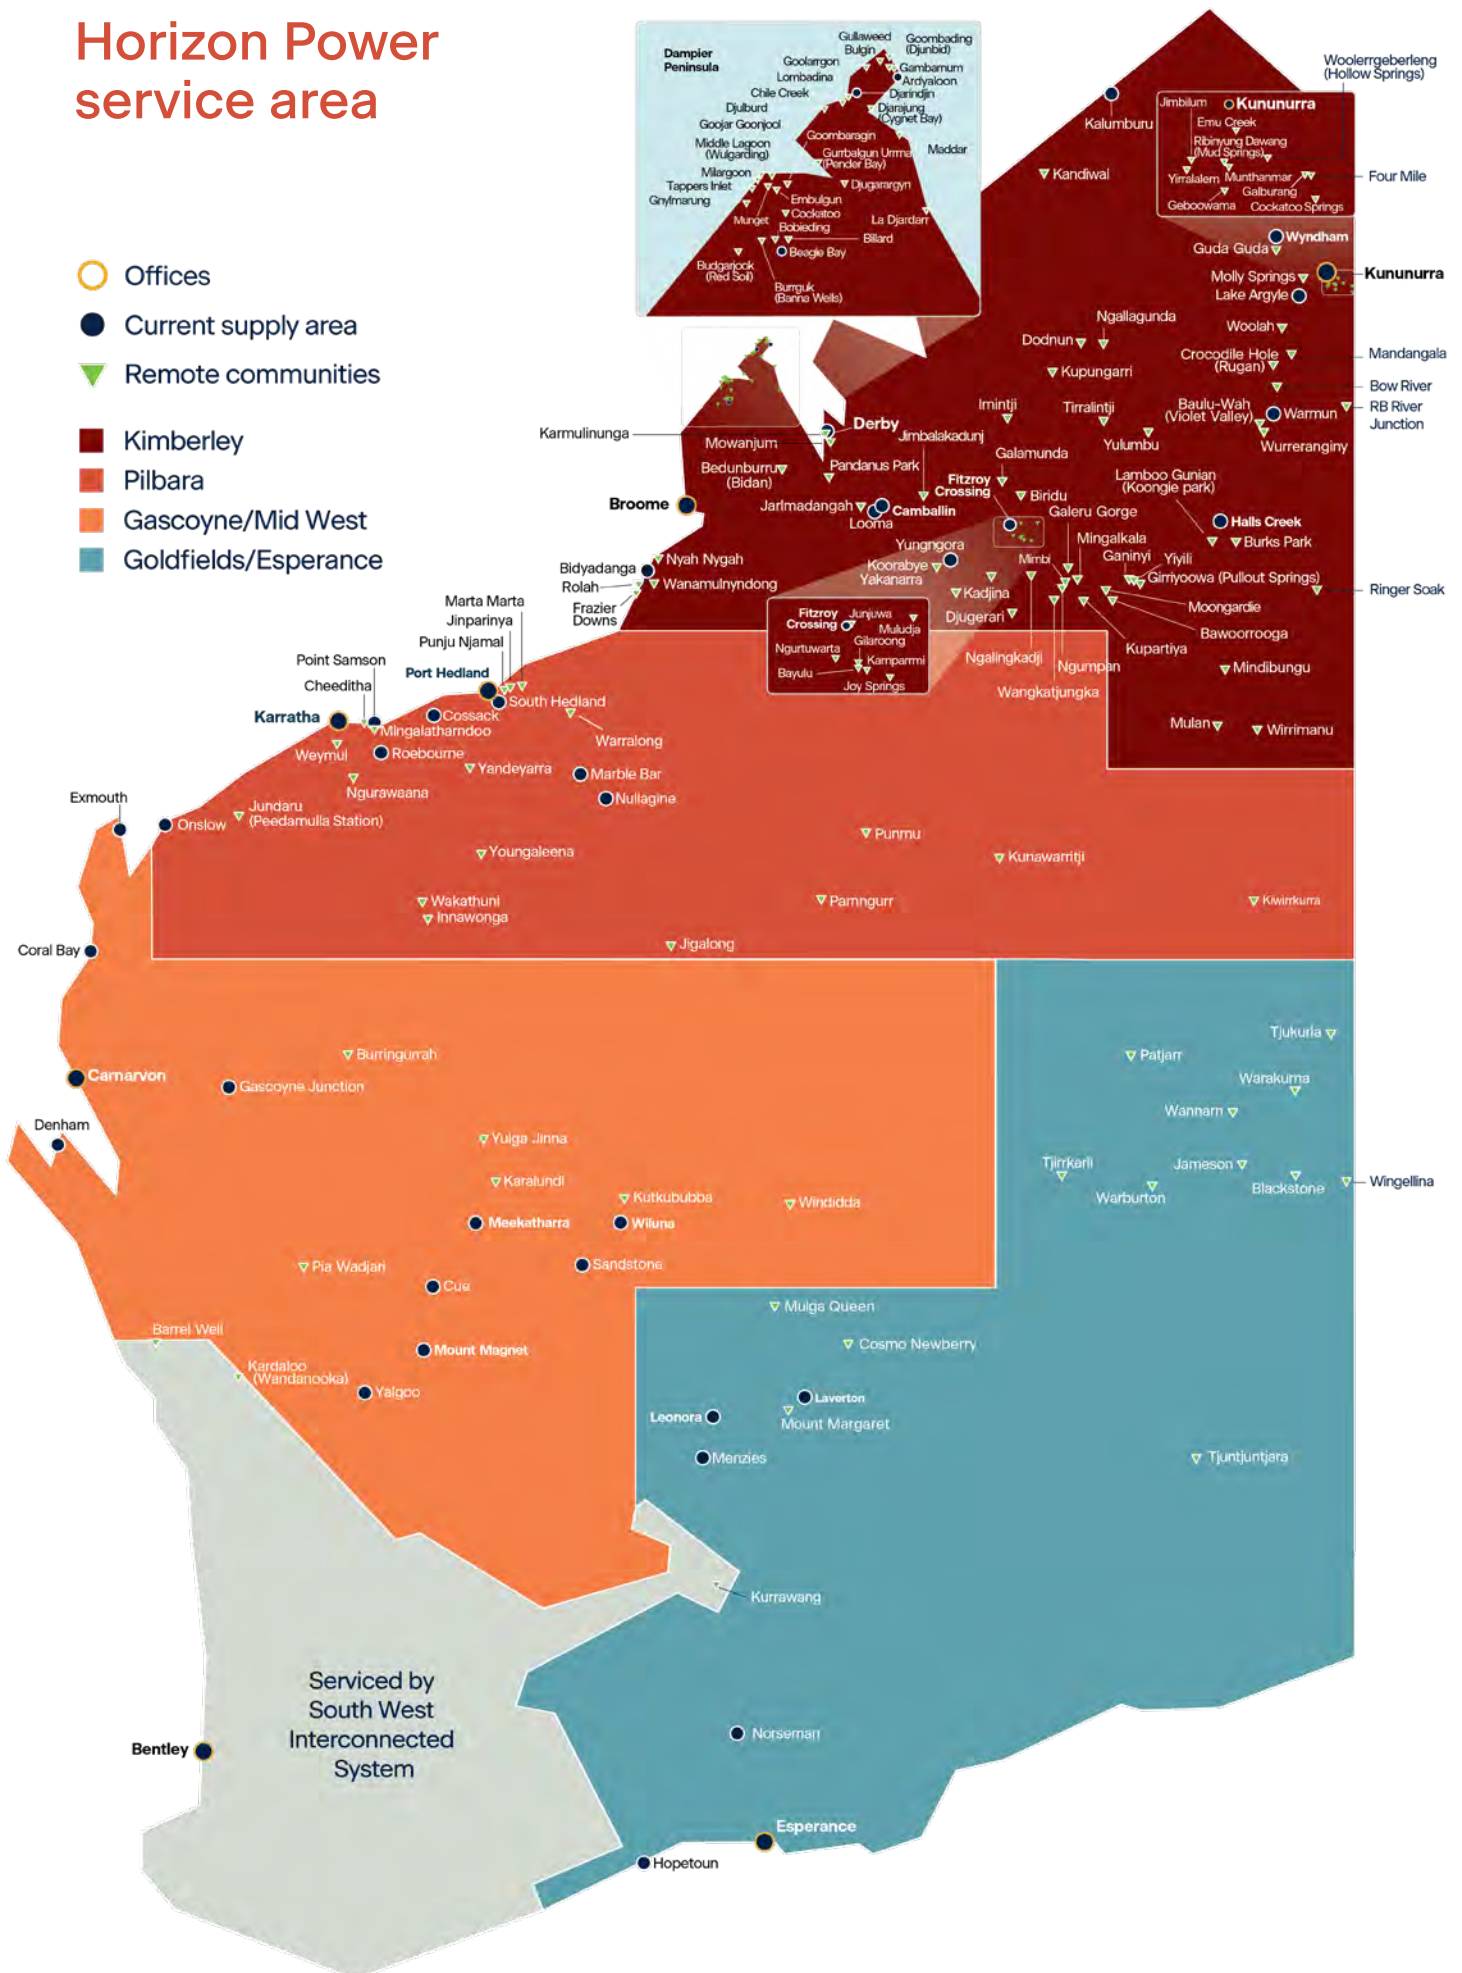 Horizon Power
service area
Offices
Current supply area
Remote communities
Kimberley
Pilbara
Gascoyne/Mid West
Goldfields/Esperance
Dampier
Peninsula
Gullaweed
Bulgin
Goombading
(Djunbid)
Goolarrgon
Gambarnum
Lombadina
Ardyaloon
Chile Creek
Djarindjin
Djulburd
Djarajung
(Cygnet Bay)
Goojar Goonjool
Goombaragin
Middle Lagoon
(Wulgarding)
Gurrbalgun Urrma
(Pender Bay)
Maddar
Milargoon
Tappers Inlet
Djugarargyn
Gnylmarung
Embulgun
Munget
Cockatoo
La Djardarr
Bobieding
Billard
Beagle Bay
Budgarjook
(Red Soil)
Burrguk
(Banna Wells)
Kalumburu
Kandiwal
Woolerrgeberleng
(Hollow Springs)
Jimbilum
Kununurra
Emu Creek
Ribinyung Dawang
(Mud Springs)
Yirralalem
Munthanmar
Four Mile
Galburang
Geboowama
Cockatoo Springs
Wyndham
Guda Guda
Kununurra
Molly Springs
Lake Argyle
Ngallagunda
Woolah
Dodnun
Crocodile Hole
(Rugan)
Mandangala
Kupungarri
Bow River
Imintji
Tirralintji
Baulu-Wah
(Violet Valley)
Warmun
RB River
Junction
Karmulinunga
Derby
Jimbalakadunj
Yulumbu
Wurreranginy
Mowanjum
Galamunda
Bedunburru
(Bidan)
Pandanus Park
Lamboo Gunian
(Koongie park)
Fitzroy
Crossing
Biridu
Broome
Jarlmadangah
Camballin
Looma
Galeru Gorge
Halls Creek
Burks Park
Yungngora
Mingalkala
Nyah Nygah
Mimbi
Ganinyi
Yiyili
Bidyadanga
Koorabye
Yakanarra
Girriyoowa (Pullout Springs)
Rolah
Wanamulnyndong
Kadjina
Ringer Soak
Frazier
Downs
Djugerari
Moongardie
Marta Marta
Fitzroy
Crossing
Junjuwa
Muludja
Bawoorrooga
Jinparinya
Gilaroong
Punju Njamal
Ngurtuwarta
Kamparrmi
Ngalingkadji
Kupartiya
Point Samson
Bayulu
Ngumpan
Mindibungu
Port Hedland
Joy Springs
Cheeditha
Wangkatjungka
South Hedland
Karratha
Cossack
Mulan
Wirrimanu
Mingalatharndoo
Warralong
Weymul
Roebourne
Yandeyarra
Marble Bar
Ngurawaana
Nullagine
Exmouth
Jundaru
(Peedamulla Station)
Onslow
Punmu
Youngaleena
Kunawarritji
Wakathuni
Parnngurr
Kiwirrkurra
Innawonga
Jigalong
Coral Bay
Tjukurla
Burringurrah
Patjarr
Carnarvon
Gascoyne Junction
Warakurna
Wannarn
Denham
Yulga Jinna
Tjirrkarli
Jameson
Karalundi
Blackstone
Wingellina
Kutkububba
Windidda
Warburton
Meekatharra
Wiluna
Pia Wadjari
Sandstone
Cue
Mulga Queen
Barrel Well
Mount Magnet
Cosmo Newberry
Kardaloo
(Wandanooka)
Yalgoo
Laverton
Leonora
Mount Margaret
Menzies
Tjuntjuntjara
Kurrawang
Serviced by
South West
Interconnected
System
Norseman
Bentley
Esperance
Hopetoun